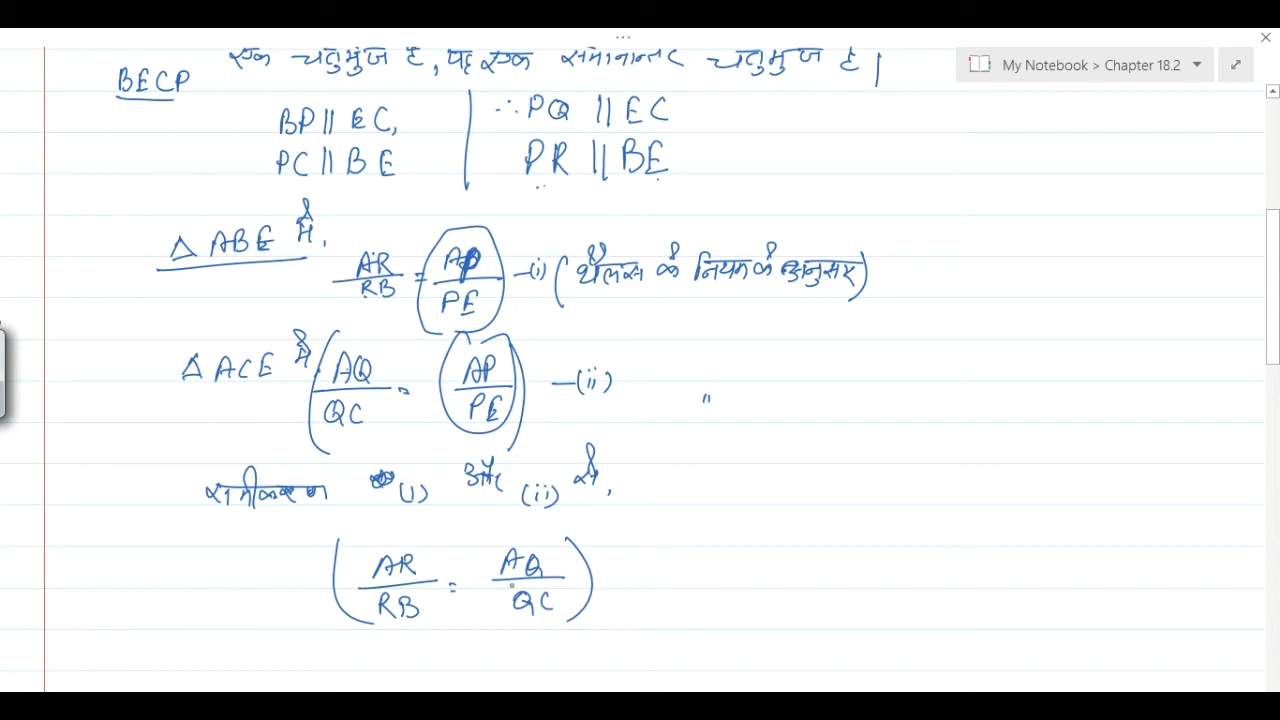 एक चतुर्भुज है, यह एक समानान्तर चतुर्भुज है।
My Notebook > Chapter 18.2
BECP
BP || EC,
PC || BE
∴ PQ || EC
PR || BE
△ ABE में,
AR/RB = AP/PE —(i) (थेल्स के नियम के अनुसार)
△ ACE में, AQ/QC = AP/PE —(ii) "
समीकरण (i) और (ii) से,
AR/RB = AQ/QC